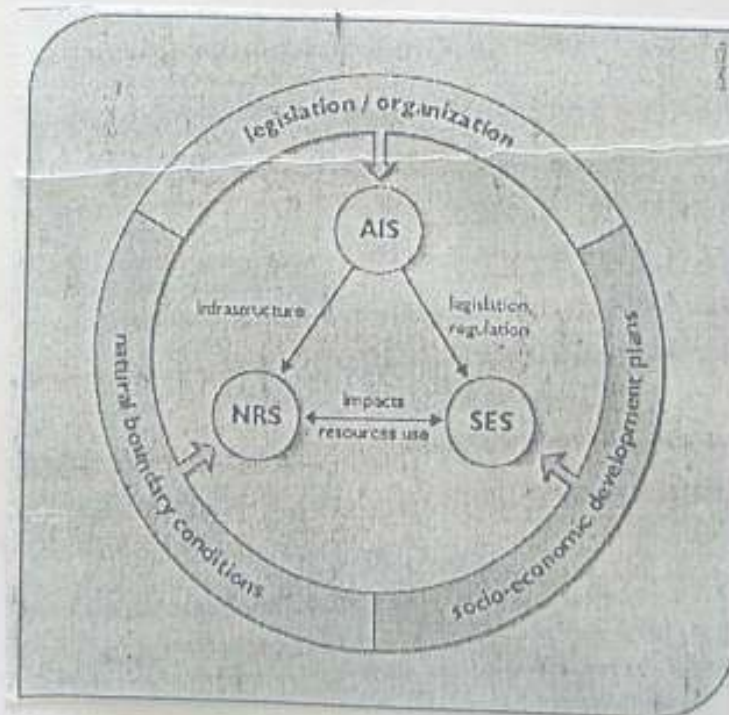 legislation / organization
AIS
infrastructure
legislation,
regulation
NRS
impacts
resources use
SES
natural boundary conditions
socio-economic development plans